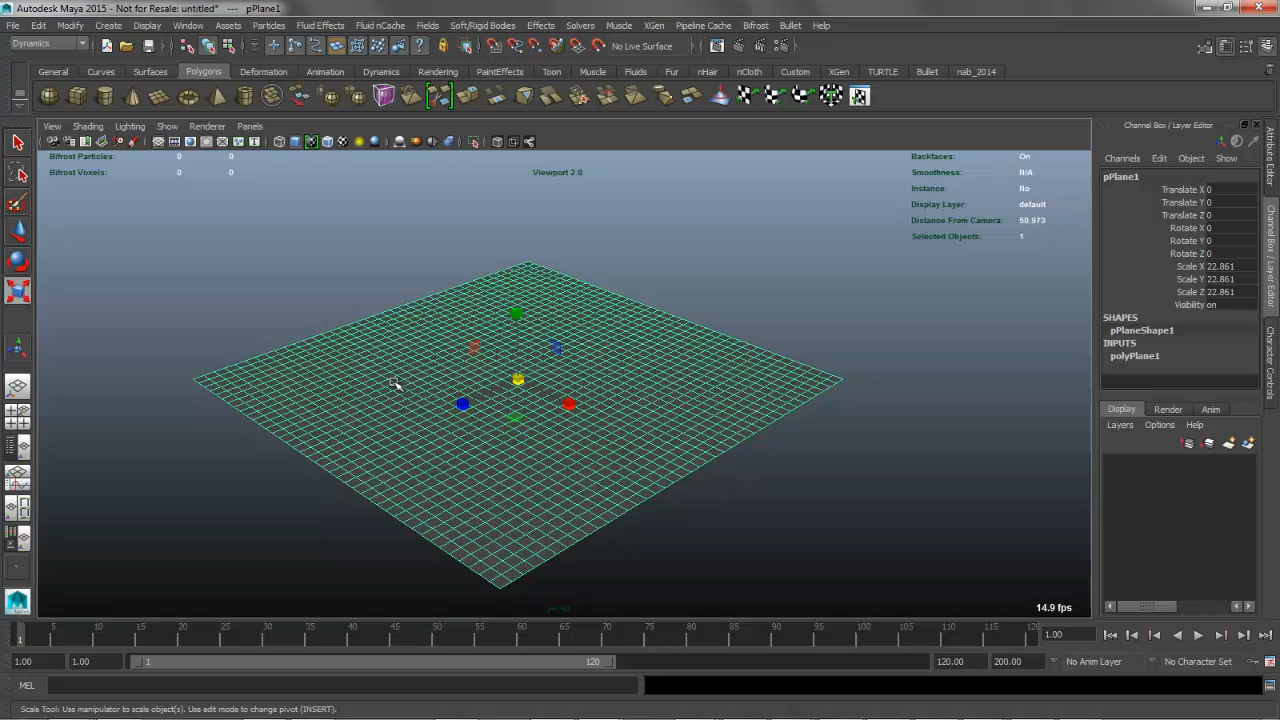 Autodesk Maya 2015 - Not for Resale: untitled* --- pPlane1
File Edit Modify Create Display Window Assets Particles Fluid Effects Fluid nCache Fields Soft/Rigid Bodies Effects Solvers Muscle XGen Pipeline Cache Bifrost Bullet Help
Dynamics No Live Surface
General Curves Surfaces Polygons Deformation Animation Dynamics Rendering PaintEffects Toon Muscle Fluids Fur nHair nCloth Custom XGen TURTLE Bullet nab_2014
View Shading Lighting Show Renderer Panels
Bifrost Particles: 0 0
Bifrost Voxels: 0 0
Viewport 2.0
Backfaces: On
Smoothness: N/A
Instance: No
Display Layer: default
Distance From Camera: 50.973
Selected Objects: 1
persp
14.9 fps
Channel Box / Layer Editor
Channels Edit Object Show
pPlane1
Translate X 0
Translate Y 0
Translate Z 0
Rotate X 0
Rotate Y 0
Rotate Z 0
Scale X 22.861
Scale Y 22.861
Scale Z 22.861
Visibility on
SHAPES
pPlaneShape1
INPUTS
polyPlane1
Display Render Anim
Layers Options Help
Attribute Editor
Channel Box / Layer Editor
Character Controls
1 5 10 15 20 25 30 35 40 45 50 55 60 65 70 75 80 85 90 95 100 105 110 115 120 1.00
1.00 1.00 1 120 120.00 200.00 No Anim Layer No Character Set
MEL
Scale Tool: Use manipulator to scale object(s). Use edit mode to change pivot (INSERT).